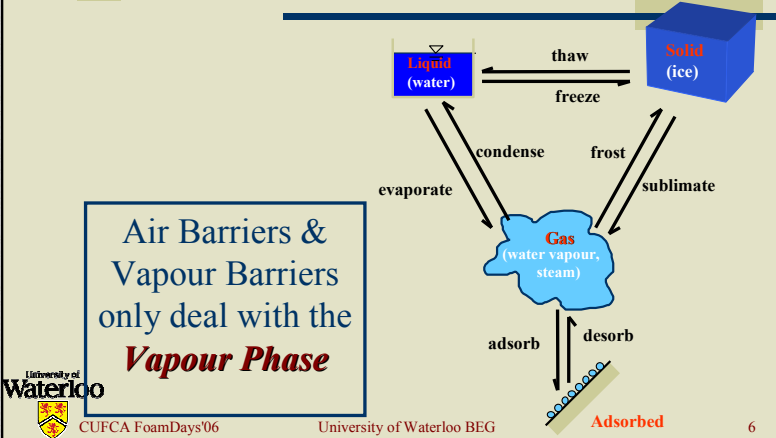 thaw
Liquid
(water)
Solid
(ice)
freeze
condense
frost
evaporate
sublimate
Air Barriers &
Vapour Barriers
only deal with the
Vapour Phase
Gas
(water vapour,
steam)
adsorb
desorb
University of
Waterloo
CUFCA FoamDays'06
University of Waterloo BEG
Adsorbed
6